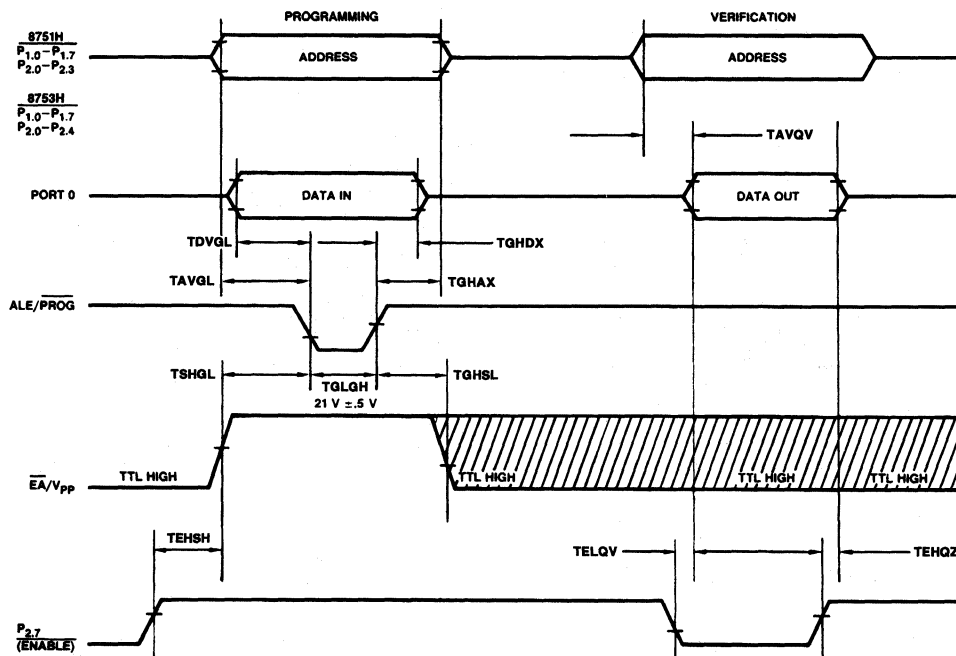 PROGRAMMING
VERIFICATION
8751H
P1.0–P1.7
P2.0–P2.3
ADDRESS
ADDRESS
8753H
P1.0–P1.7
P2.0–P2.4
TAVQV
PORT 0
DATA IN
DATA OUT
TDVGL
TGHDX
TAVGL
TGHAX
ALE/PROG
TSHGL
TGLGH
TGHSL
21 V ±.5 V
EA/VPP
TTL HIGH
TTL HIGH
TTL HIGH
TTL HIGH
TEHSH
TELQV
TEHQZ
P2.7
(ENABLE)